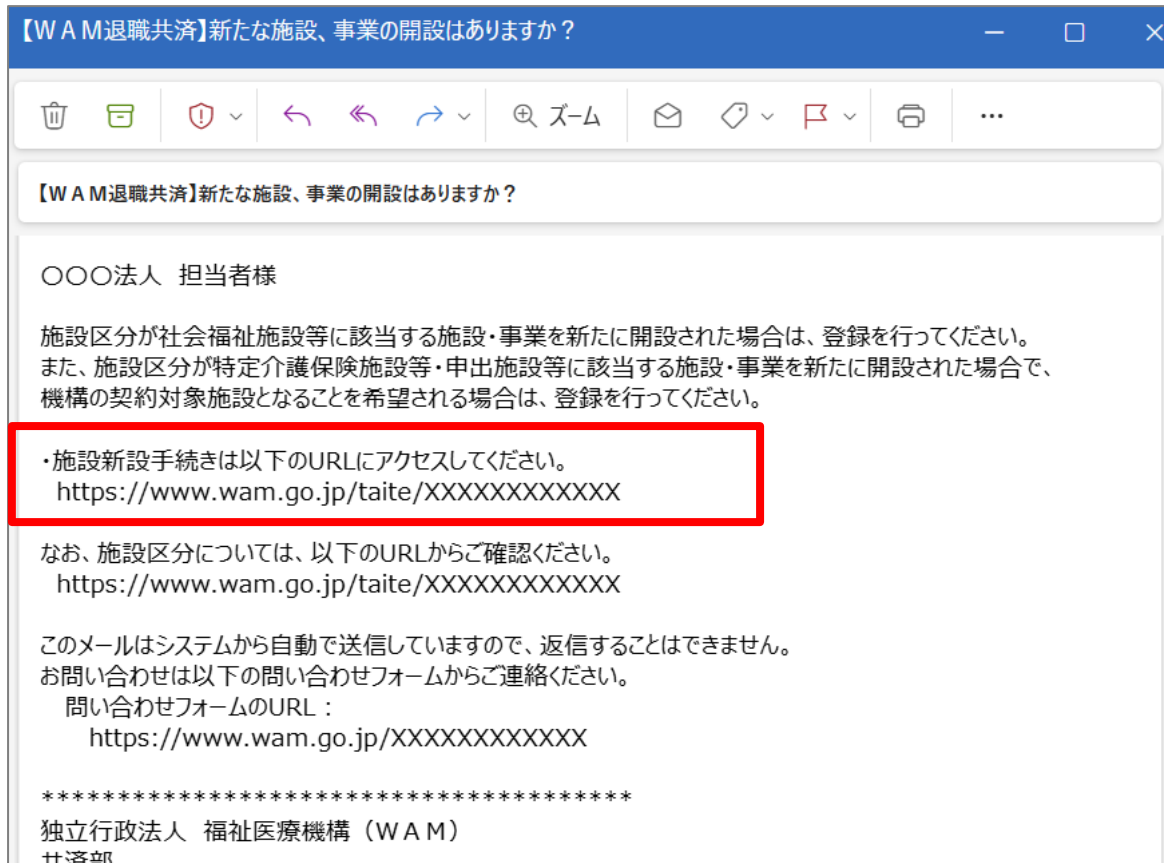 【ＷＡＭ退職共済】新たな施設、事業の開設はありますか？
ズーム
【ＷＡＭ退職共済】新たな施設、事業の開設はありますか？
〇〇〇法人　担当者様
施設区分が社会福祉施設等に該当する施設・事業を新たに開設された場合は、登録を行ってください。
また、施設区分が特定介護保険施設等・申出施設等に該当する施設・事業を新たに開設された場合で、
機構の契約対象施設となることを希望される場合は、登録を行ってください。
・施設新設手続きは以下のURLにアクセスしてください。
https://www.wam.go.jp/taite/XXXXXXXXXXXX
なお、施設区分については、以下のURLからご確認ください。
https://www.wam.go.jp/taite/XXXXXXXXXXXX
このメールはシステムから自動で送信していますので、返信することはできません。
お問い合わせは以下の問い合わせフォームからご連絡ください。
問い合わせフォームのURL：
https://www.wam.go.jp/XXXXXXXXXXXX
***************************************
独立行政法人　福祉医療機構（ＷＡＭ）
共済部